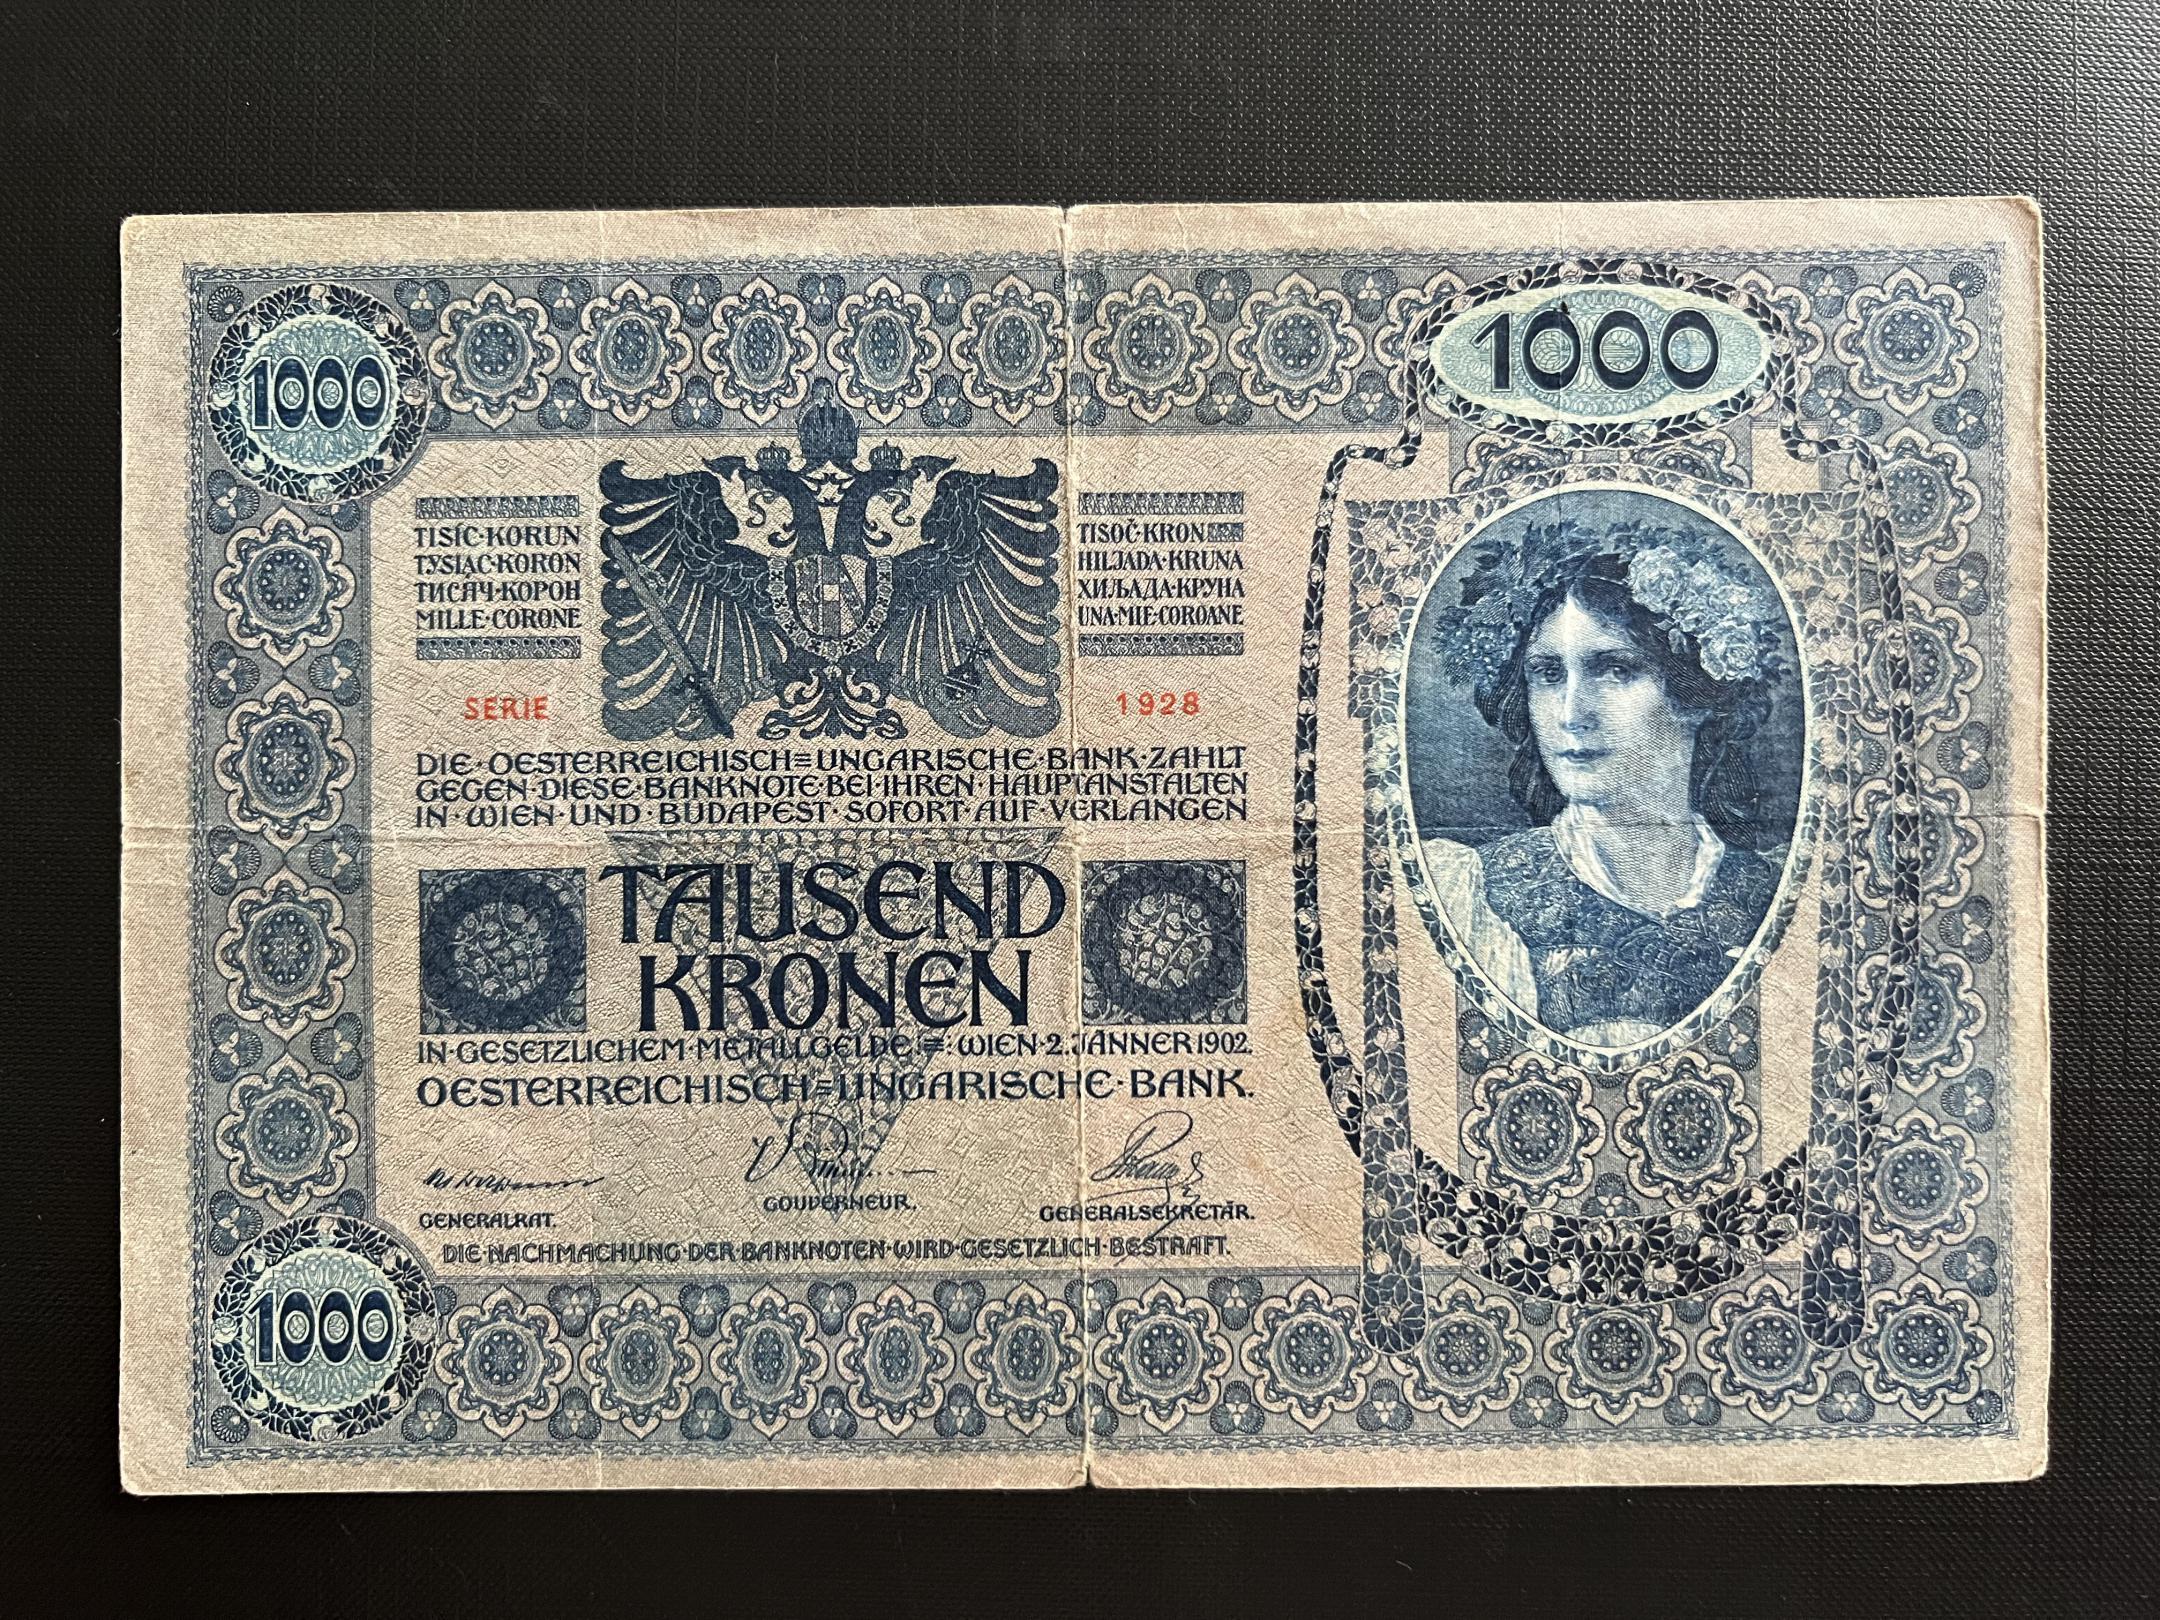 1000
1000
TISÍC·KORUN
TYSIĄC·KORON
ТИСЯЧ·КОРОН
MILLE·CORONE
TISOČ·KRON
HILJADA·KRUNA
ХИЉАДА·КРУНА
UNA·MIE·COROANE
SERIE
1928
DIE·OESTERREICHISCH=UNGARISCHE·BANK·ZAHLT
GEGEN·DIESE·BANKNOTE·BEI·IHREN·HAUPTANSTALTEN
IN·WIEN·UND·BUDAPEST·SOFORT·AUF·VERLANGEN
TAUSEND
KRONEN
IN·GESETZLICHEM·METALLGELDE:=:WIEN·2.JÄNNER 1902.
OESTERREICHISCH=UNGARISCHE·BANK.
GENERALRAT.
GOUVERNEUR.
GENERALSEKRETÄR.
DIE·NACHMACHUNG·DER·BANKNOTEN·WIRD·GESETZLICH·BESTRAFT.
1000